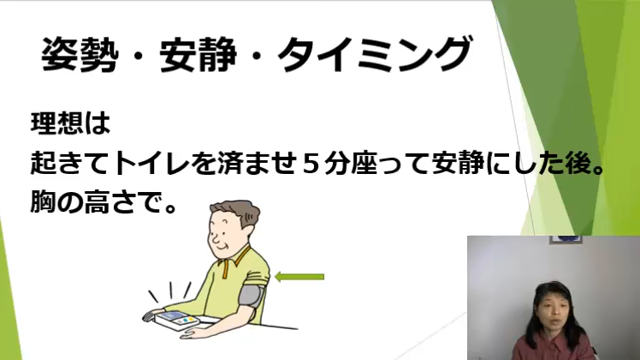 姿勢・安静・タイミング
理想は
起きてトイレを済ませ５分座って安静にした後。
胸の高さで。